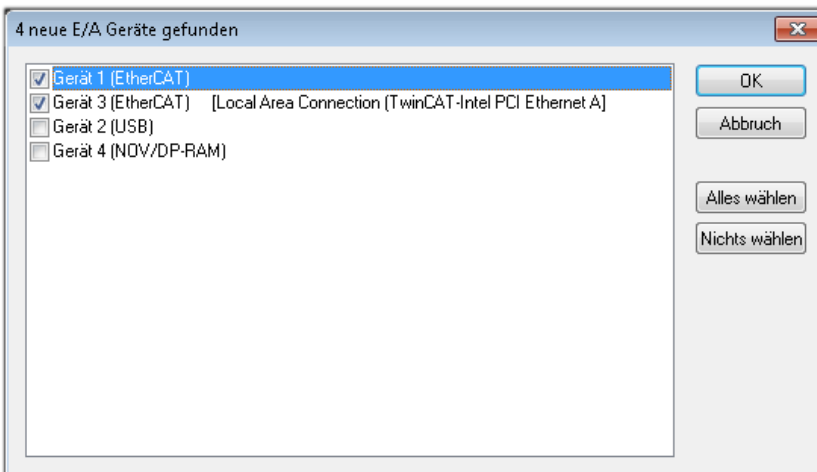 4 neue E/A Geräte gefunden
Gerät 1 (EtherCAT)
Gerät 3 (EtherCAT) [Local Area Connection (TwinCAT-Intel PCI Ethernet A]
Gerät 2 (USB)
Gerät 4 (NOV/DP-RAM)
OK
Abbruch
Alles wählen
Nichts wählen